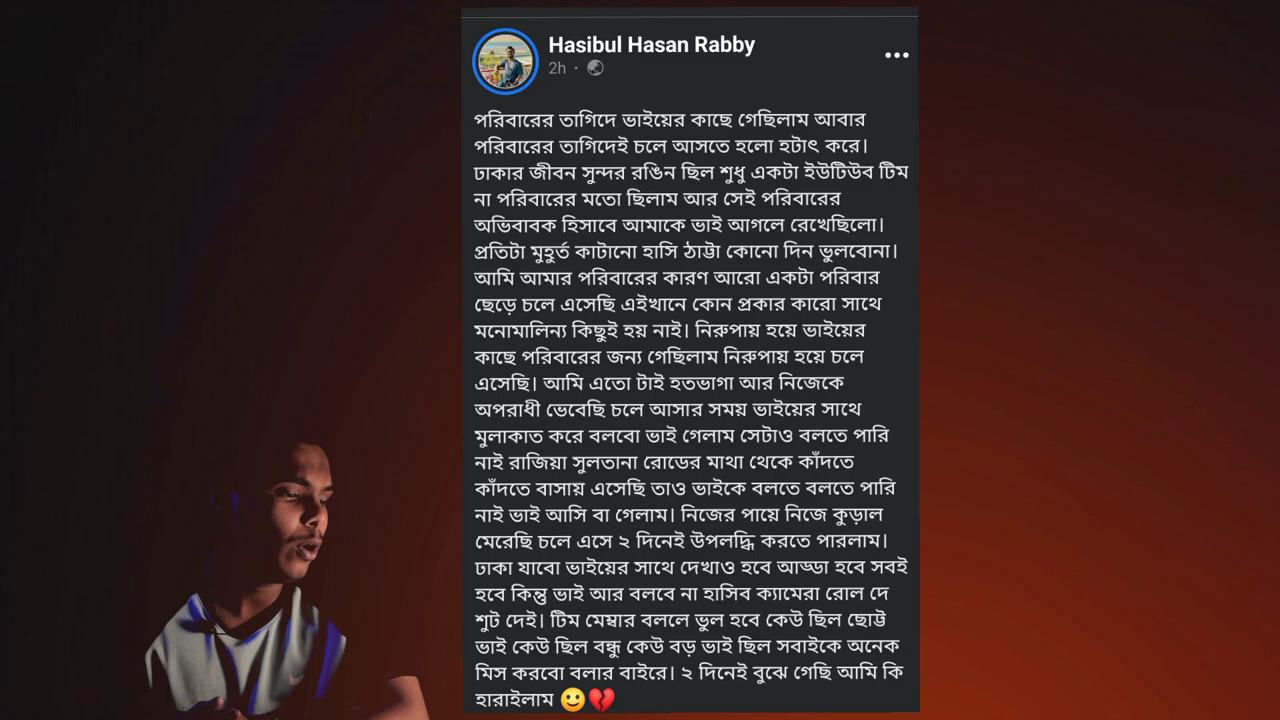 Hasibul Hasan Rabby
2h ·
পরিবারের তাগিদে ভাইয়ের কাছে গেছিলাম আবার
পরিবারের তাগিদেই চলে আসতে হলো হটাৎ করে।
ঢাকার জীবন সুন্দর রঙিন ছিল শুধু একটা ইউটিউব টিম
না পরিবারের মতো ছিলাম আর সেই পরিবারের
অভিবাবক হিসাবে আমাকে ভাই আগলে রেখেছিলো।
প্রতিটা মুহূর্ত কাটানো হাসি ঠাট্টা কোনো দিন ভুলবোনা।
আমি আমার পরিবারের কারণ আরো একটা পরিবার
ছেড়ে চলে এসেছি এইখানে কোন প্রকার কারো সাথে
মনোমালিন্য কিছুই হয় নাই। নিরুপায় হয়ে ভাইয়ের
কাছে পরিবারের জন্য গেছিলাম নিরুপায় হয়ে চলে
এসেছি। আমি এতো টাই হতভাগা আর নিজেকে
অপরাধী ভেবেছি চলে আসার সময় ভাইয়ের সাথে
মুলাকাত করে বলবো ভাই গেলাম সেটাও বলতে পারি
নাই রাজিয়া সুলতানা রোডের মাথা থেকে কাঁদতে
কাঁদতে বাসায় এসেছি তাও ভাইকে বলতে বলতে পারি
নাই ভাই আসি বা গেলাম। নিজের পায়ে নিজে কুড়াল
মেরেছি চলে এসে ২ দিনেই উপলদ্ধি করতে পারলাম।
ঢাকা যাবো ভাইয়ের সাথে দেখাও হবে আড্ডা হবে সবই
হবে কিন্তু ভাই আর বলবে না হাসিব ক্যামেরা রোল দে
শুট দেই। টিম মেম্বার বললে ভুল হবে কেউ ছিল ছোট্ট
ভাই কেউ ছিল বন্ধু কেউ বড় ভাই ছিল সবাইকে অনেক
মিস করবো বলার বাইরে। ২ দিনেই বুঝে গেছি আমি কি
হারাইলাম 🙂💔